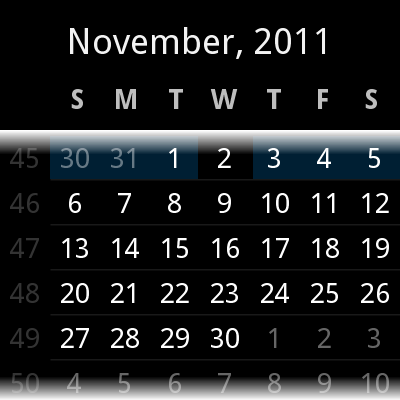 November, 2011
S M T W T F S
45 30 31 1 2 3 4 5
46 6 7 8 9 10 11 12
47 13 14 15 16 17 18 19
48 20 21 22 23 24 25 26
49 27 28 29 30 1 2 3
50 4 5 6 7 8 9 10